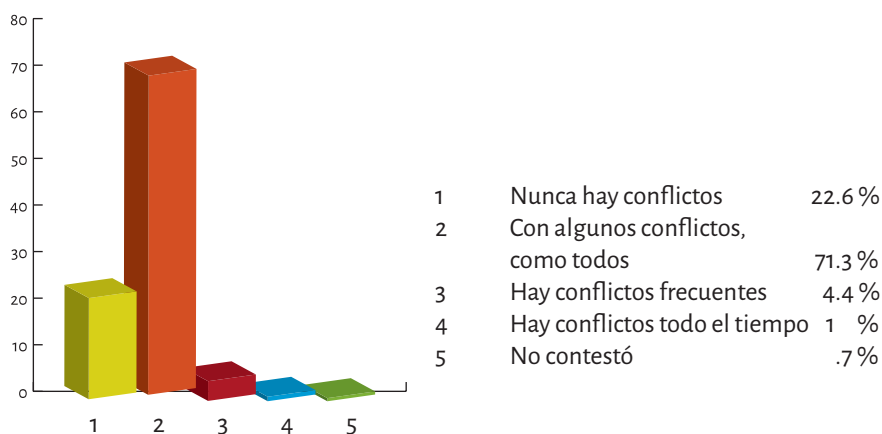 80
70
60
50
40
30
20
10
0
1 2 3 4 5
1 Nunca hay conflictos 22.6 %
2 Con algunos conflictos,
como todos 71.3 %
3 Hay conflictos frecuentes 4.4 %
4 Hay conflictos todo el tiempo 1 %
5 No contestó .7 %